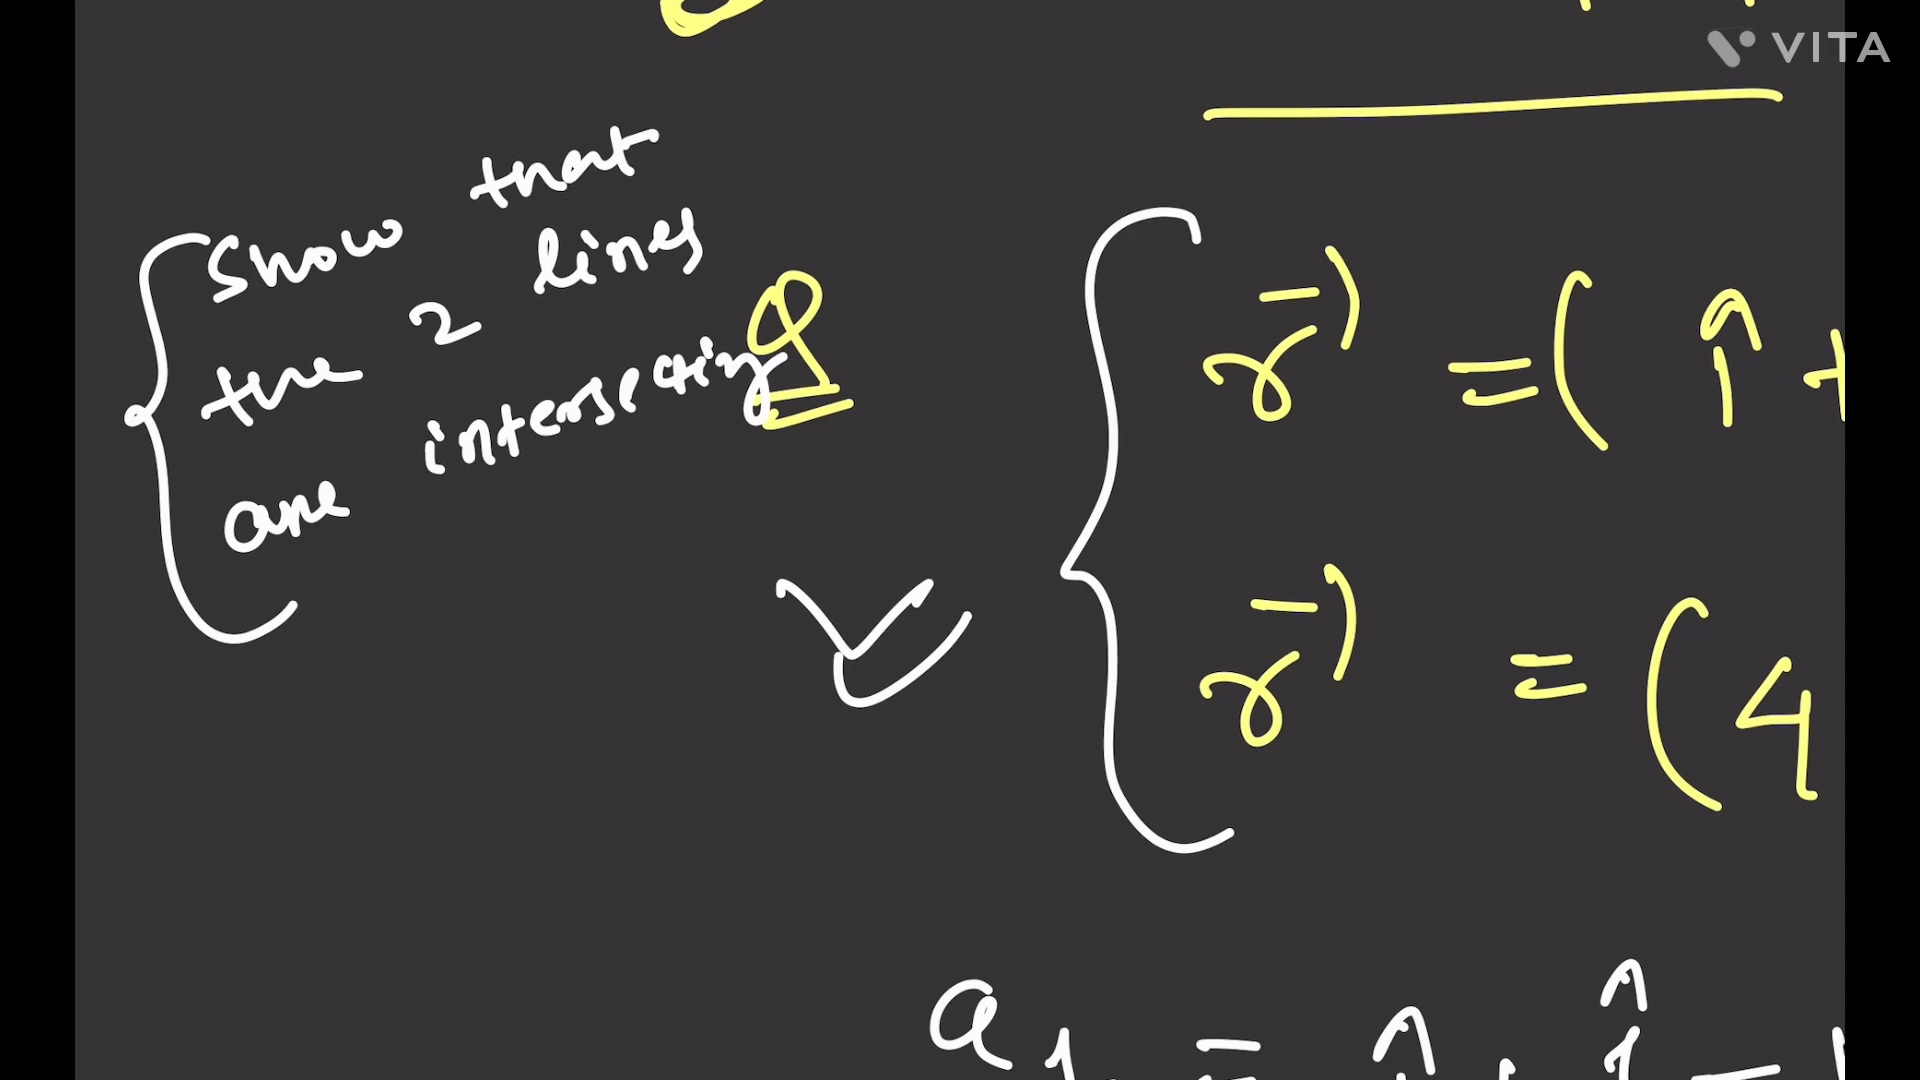 VITA
Show that
the 2 lines
are intersecting
r⃗ = ( î +
r⃗ = ( 4
a₁ = î + ĵ -